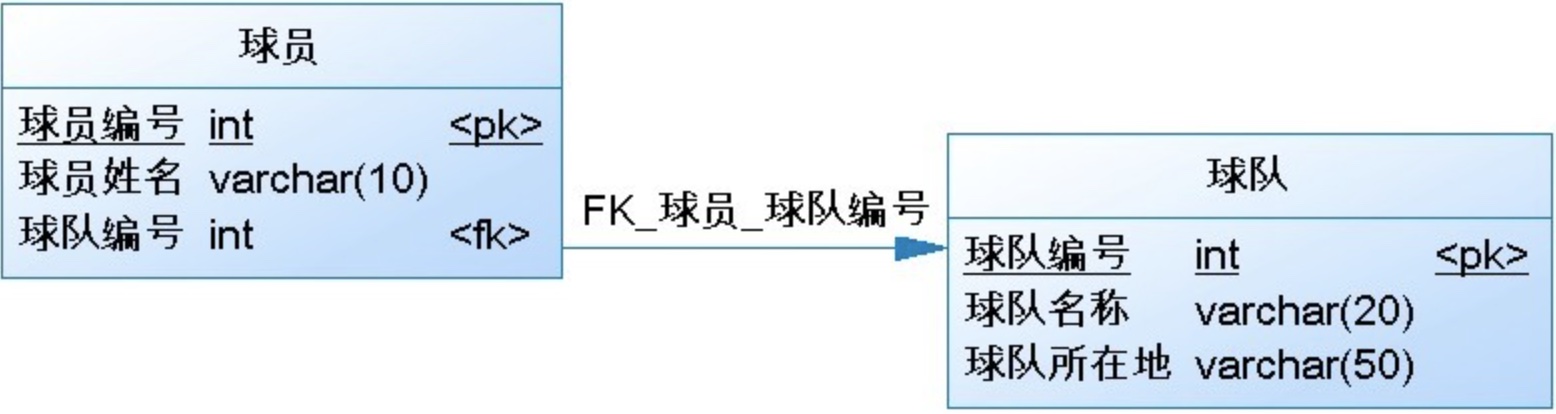 球员
球员编号 int <pk>
球员姓名 varchar(10)
球队编号 int <fk>
FK_球员_球队编号
球队
球队编号 int <pk>
球队名称 varchar(20)
球队所在地 varchar(50)